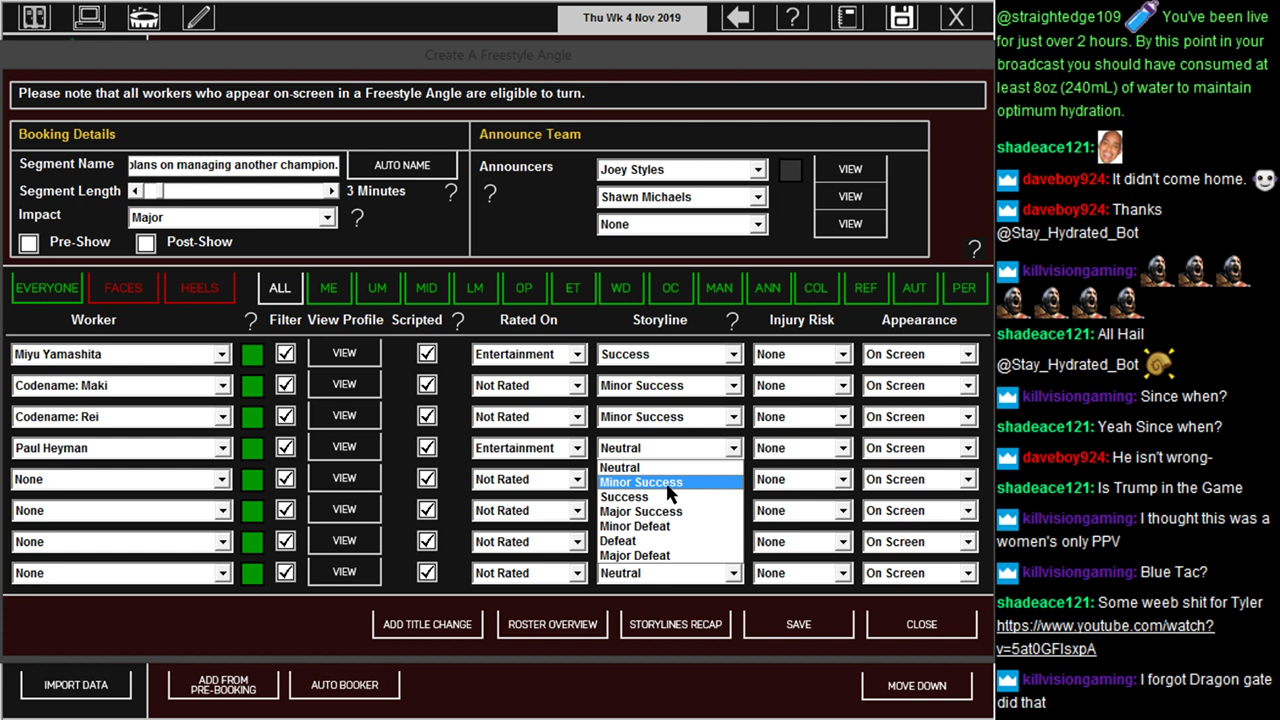 Thu Wk 4 Nov 2019
?
X
Create A Freestyle Angle
Please note that all workers who appear on-screen in a Freestyle Angle are eligible to turn.
Booking Details
Segment Name
plans on managing another champion.
AUTO NAME
Segment Length
3 Minutes
?
Impact
Major
?
Pre-Show
Post-Show
Announce Team
Announcers
?
Joey Styles
VIEW
Shawn Michaels
VIEW
None
VIEW
?
EVERYONE
FACES
HEELS
ALL
ME
UM
MID
LM
OP
ET
WD
OC
MAN
ANN
COL
REF
AUT
PER
Worker ? Filter View Profile Scripted ? Rated On Storyline ? Injury Risk Appearance
Miyu Yamashita VIEW Entertainment Success None On Screen
Codename: Maki VIEW Not Rated Minor Success None On Screen
Codename: Rei VIEW Not Rated Minor Success None On Screen
Paul Heyman VIEW Entertainment Neutral None On Screen
None VIEW Not Rated None On Screen
None VIEW Not Rated None On Screen
None VIEW Not Rated None On Screen
None VIEW Not Rated Neutral None On Screen
Neutral
Minor Success
Success
Major Success
Minor Defeat
Defeat
Major Defeat
ADD TITLE CHANGE
ROSTER OVERVIEW
STORYLINES RECAP
SAVE
CLOSE
IMPORT DATA
ADD FROM
PRE-BOOKING
AUTO BOOKER
MOVE DOWN
@straightedge109 You've been live
for just over 2 hours. By this point in your
broadcast you should have consumed at
least 8oz (240mL) of water to maintain
optimum hydration.
shadeace121:
daveboy924: It didn't come home.
daveboy924: Thanks
@Stay_Hydrated_Bot
killvisiongaming:
shadeace121: All Hail
@Stay_Hydrated_Bot
killvisiongaming: Since when?
shadeace121: Yeah Since when?
daveboy924: He isn't wrong-
shadeace121: Is Trump in the Game
killvisiongaming: I thought this was a
women's only PPV
killvisiongaming: Blue Tac?
shadeace121: Some weeb shit for Tyler
https://www.youtube.com/watch?
v=5at0GFIsxpA
killvisiongaming: I forgot Dragon gate
did that